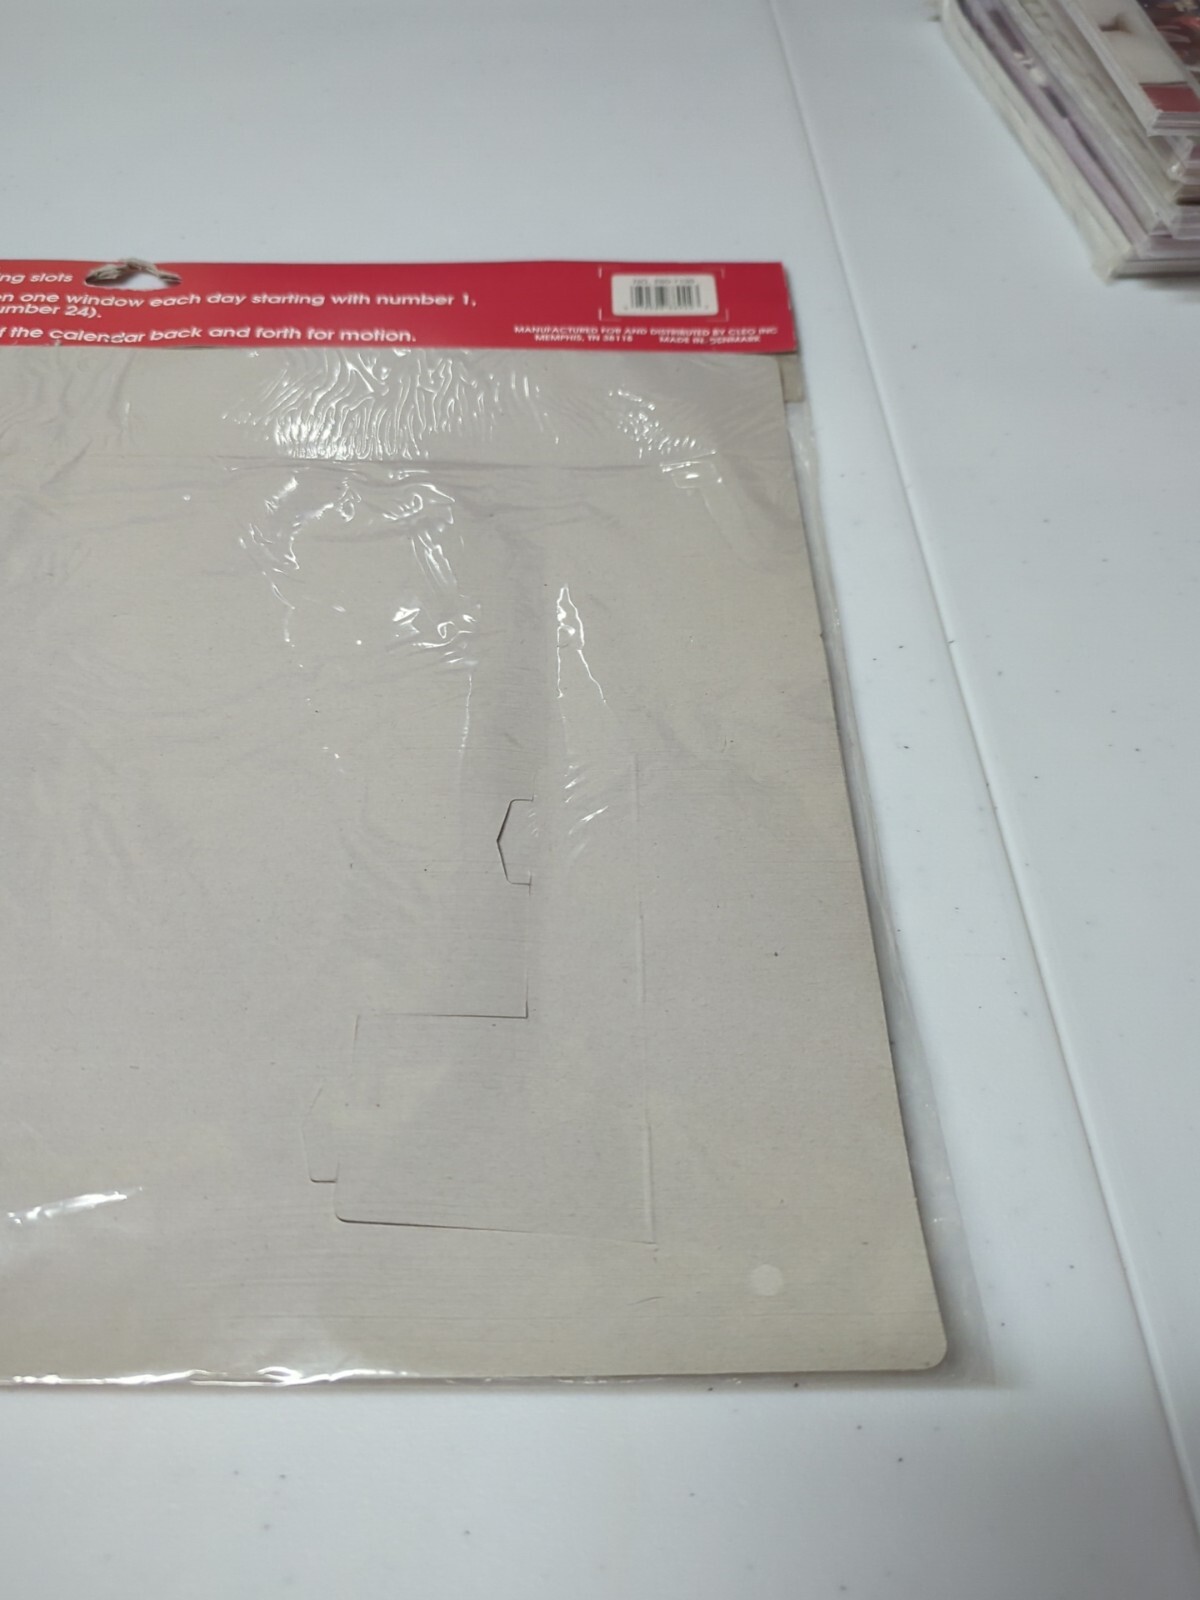 ng slots
n one window each day starting with number 1,
umber 24).
f the calendar back and forth for motion.
MANUFACTURED FOR AND DISTRIBUTED BY CLEO INC
MEMPHIS, TN 38118 MADE IN DENMARK